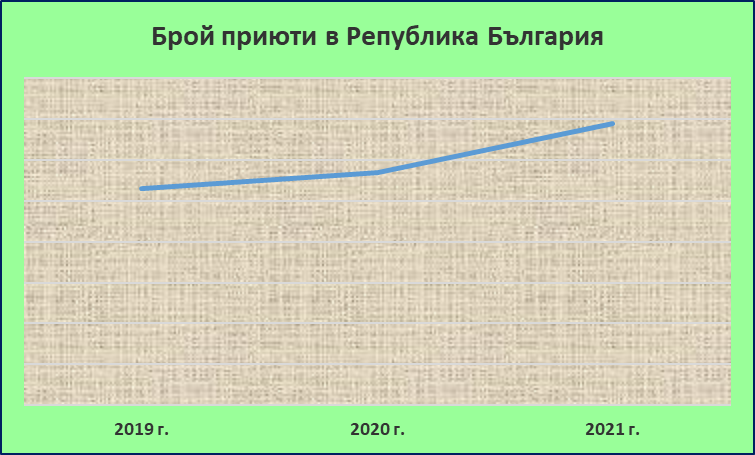 Брой приюти в Република България
2019 г.
2020 г.
2021 г.